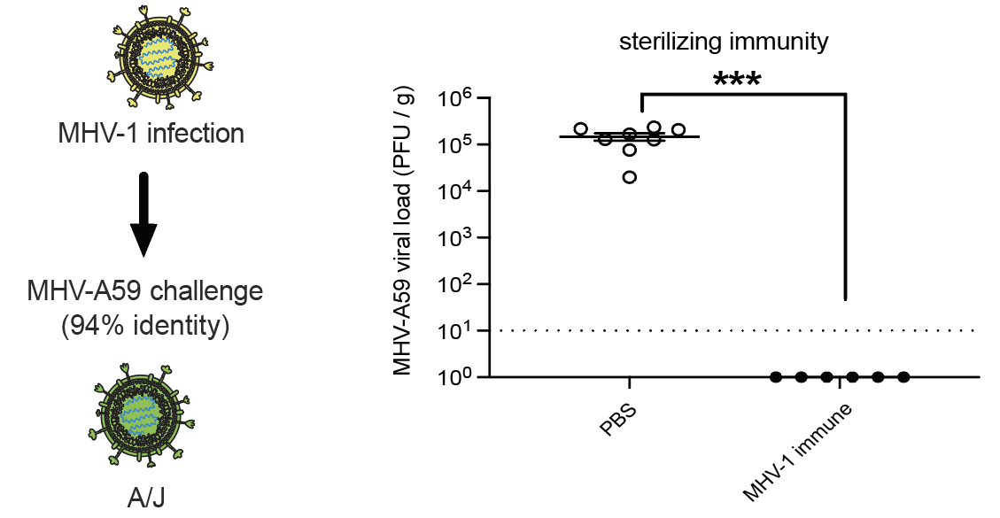 MHV-1 infection
MHV-A59 challenge
(94% identity)
A/J
sterilizing immunity
***
MHV-A59 viral load (PFU / g)
10⁶
10⁵
10⁴
10³
10²
10¹
10⁰
PBS
MHV-1 immune